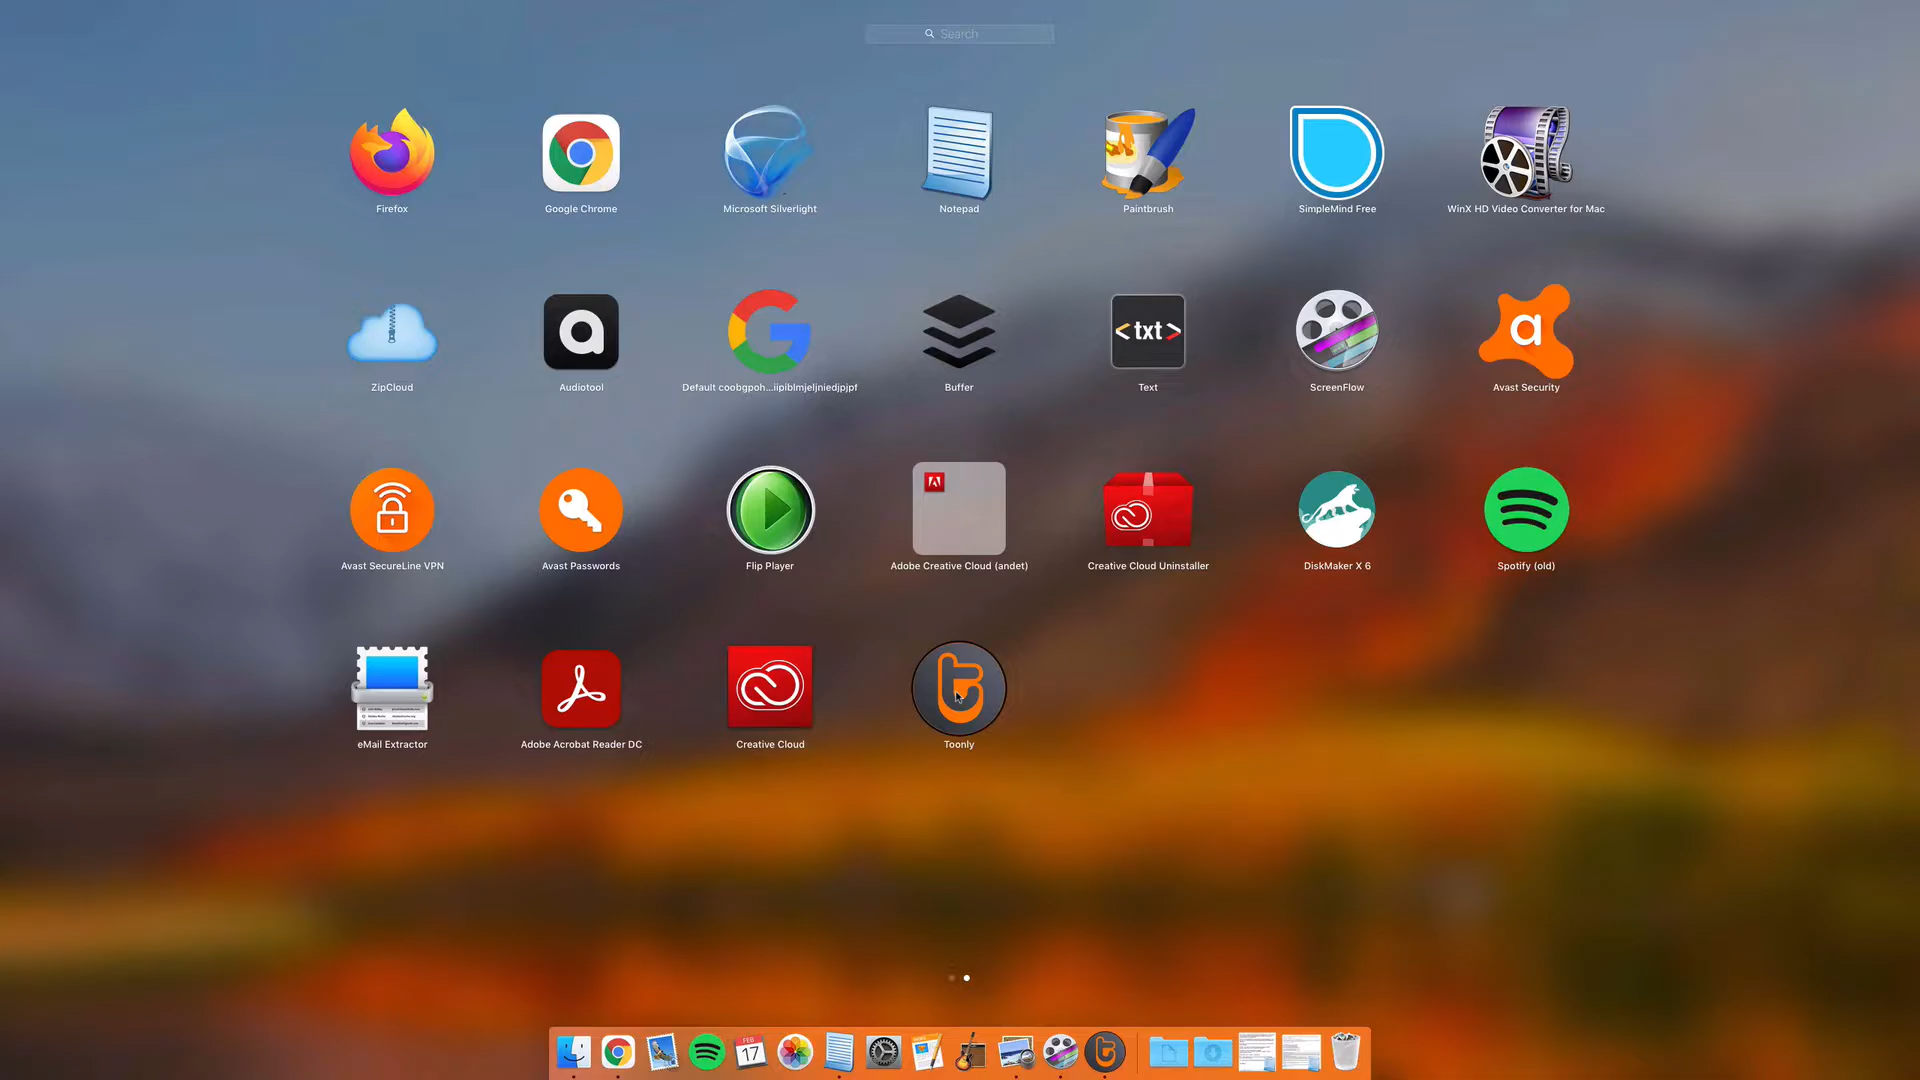 Search
Firefox
Google Chrome
Microsoft Silverlight
Notepad
Paintbrush
SimpleMind Free
WinX HD Video Converter for Mac
<txt>
ZipCloud
Audiotool
Default coobgpoh...iipiblmjeljniedjpjpf
Buffer
Text
ScreenFlow
Avast Security
Avast SecureLine VPN
Avast Passwords
Flip Player
Adobe Creative Cloud (andet)
Creative Cloud Uninstaller
DiskMaker X 6
Spotify (old)
eMail Extractor
Adobe Acrobat Reader DC
Creative Cloud
Toonly
FEB
17